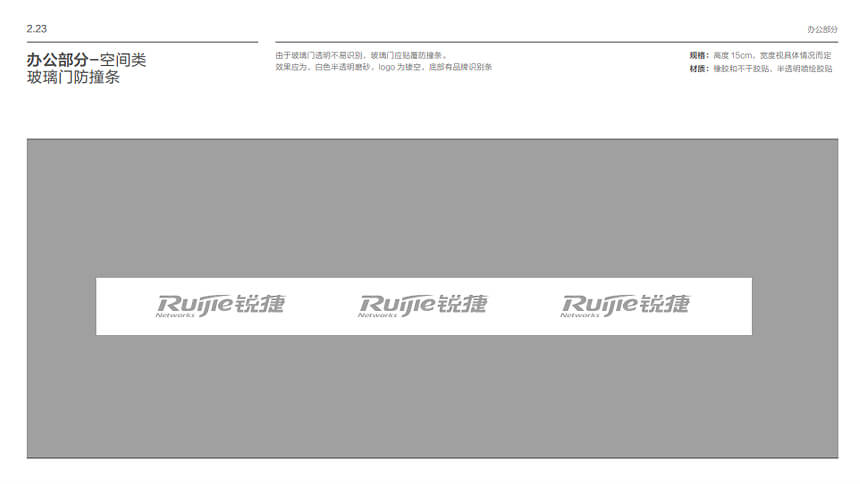 2.23
办公部分
办公部分-空间类
玻璃门防撞条
由于玻璃门透明不易识别，玻璃门应贴覆防撞条。
效果应为，白色半透明磨砂，logo 为镂空，底部有品牌识别条
规格：高度 15cm，宽度视具体情况而定
材质：橡胶和不干胶贴、半透明喷绘胶贴
Ruijie锐捷 Ruijie锐捷 Ruijie锐捷
Networks Networks Networks